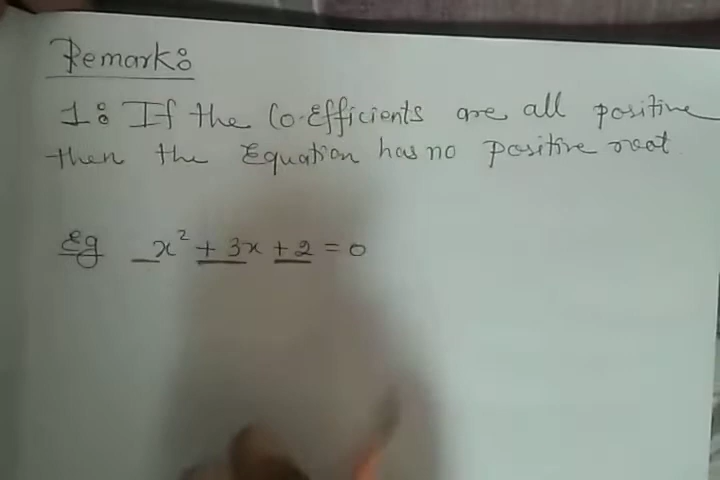 Remark:
1: If the Co-Efficients are all positive
then the Equation has no positive root
Eg x² + 3x + 2 = 0